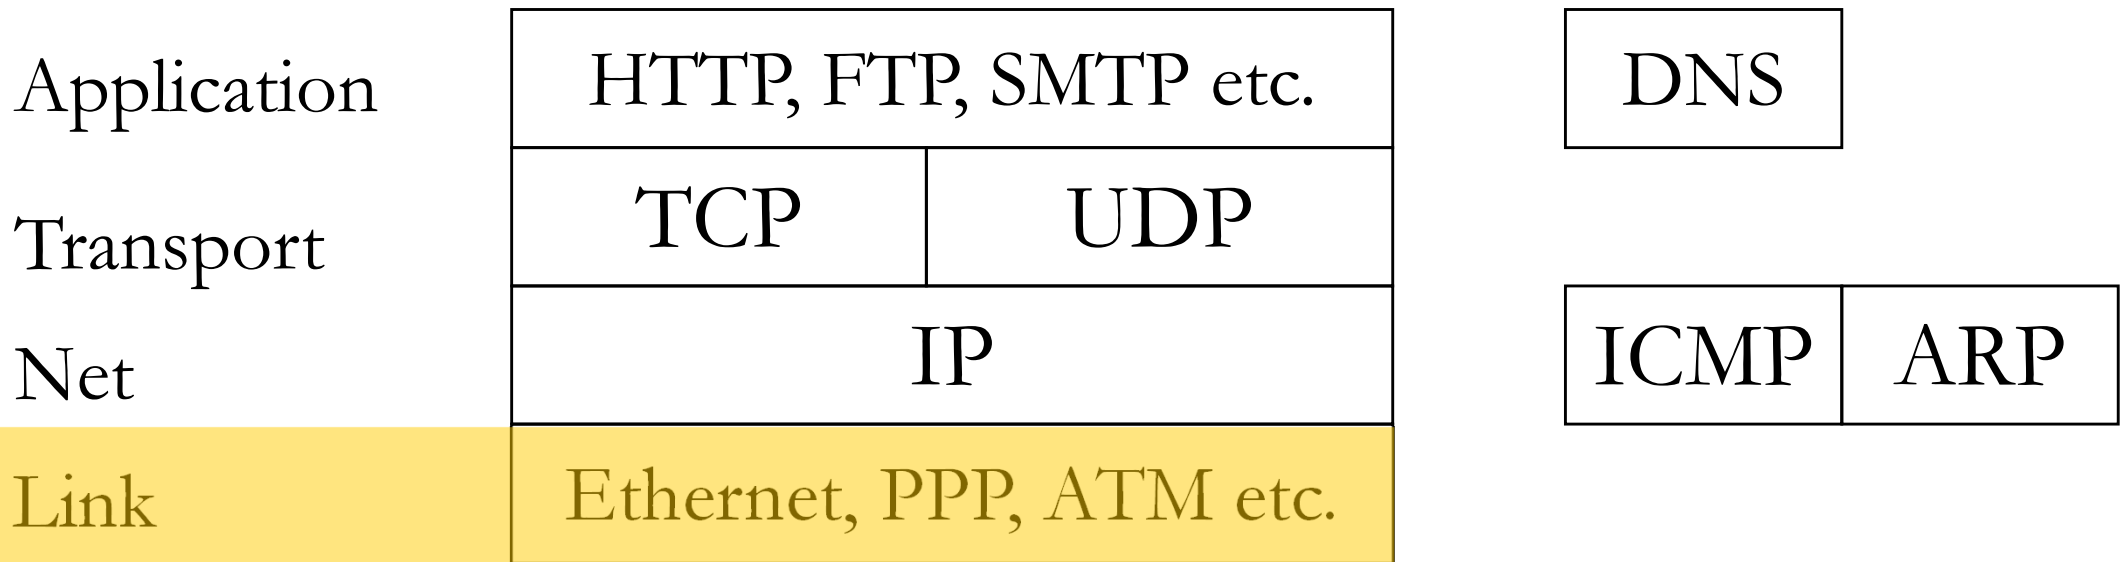 Application HTTP, FTP, SMTP etc. DNS
Transport TCP UDP
Net IP ICMP ARP
Link Ethernet, PPP, ATM etc.